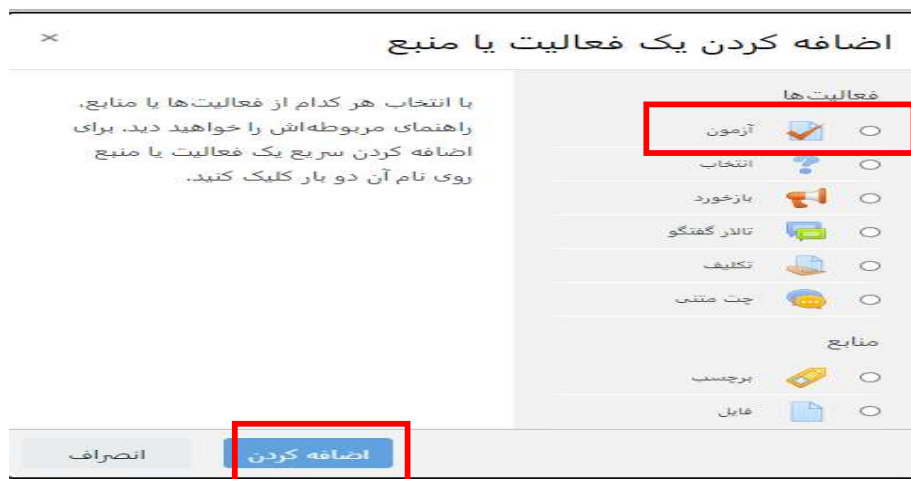 اضافه کردن یک فعالیت یا منبع
×
فعالیت‌ها
آزمون
انتخاب
بازخورد
تالار گفتگو
تکلیف
چت متنی
منابع
برچسب
فایل
با انتخاب هر کدام از فعالیت‌ها یا منابع،
راهنمای مربوطه‌اش را خواهید دید. برای
اضافه کردن سریع یک فعالیت یا منبع
روی نام آن دو بار کلیک کنید.
اضافه کردن
انصراف